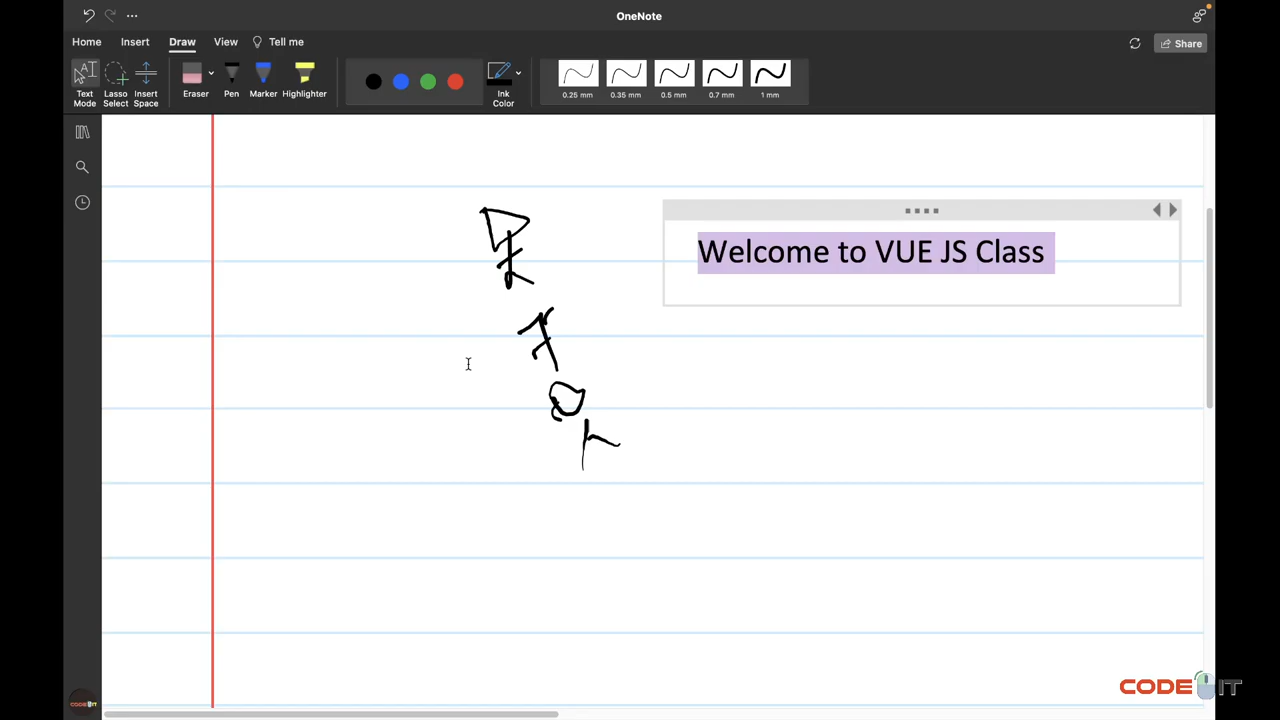 OneNote
Home Insert Draw View Tell me
Share
Text Mode
Lasso Select
Insert Space
Eraser
Pen
Marker
Highlighter
Ink Color
0.25 mm
0.35 mm
0.5 mm
0.7 mm
1 mm
Welcome to VUE JS Class
CODE IT